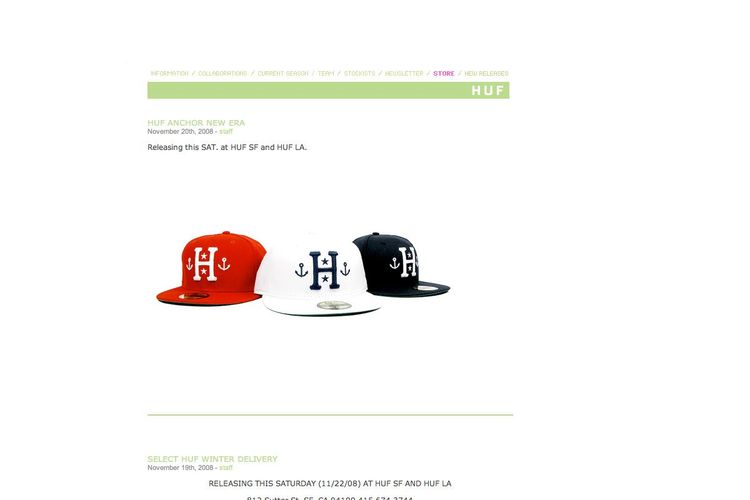 INFORMATION / COLLABORATIONS / CURRENT SEASON / TEAM / STOCKISTS / NEWSLETTER / STORE / NEW RELEASES
HUF
HUF ANCHOR NEW ERA
November 20th, 2008 - staff
Releasing this SAT. at HUF SF and HUF LA.
H H H
SELECT HUF WINTER DELIVERY
November 19th, 2008 - staff
RELEASING THIS SATURDAY (11/22/08) AT HUF SF AND HUF LA